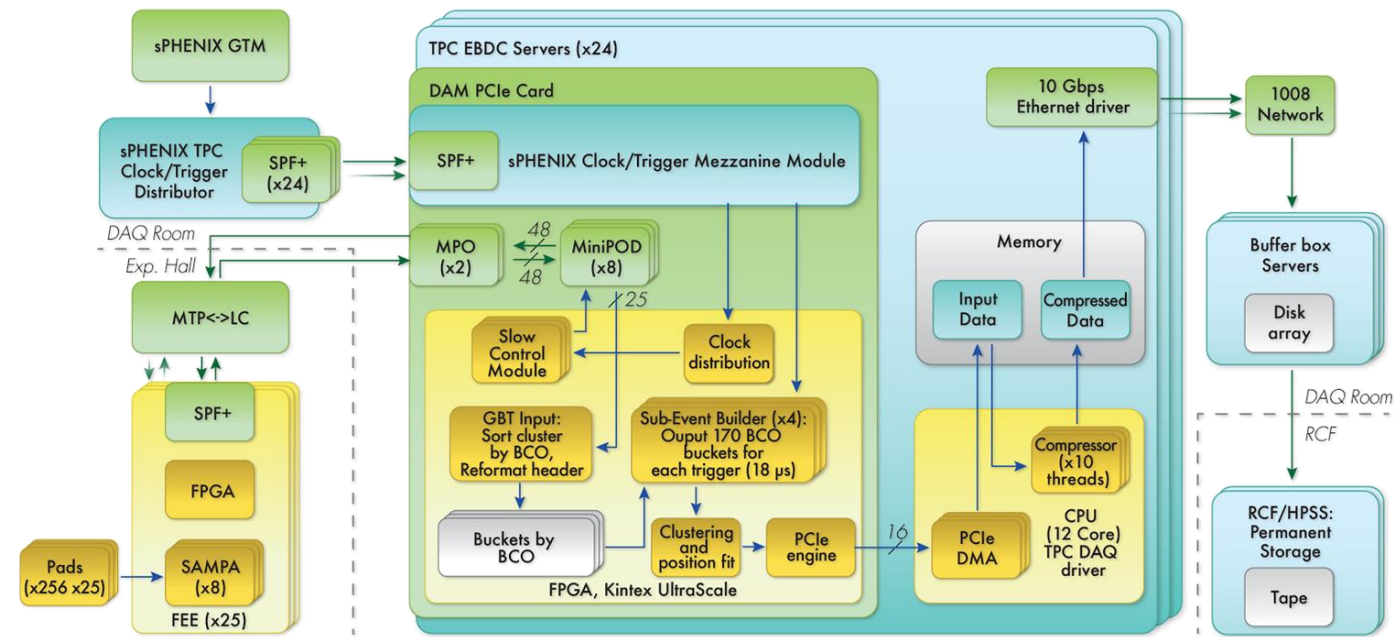 sPHENIX GTM
sPHENIX TPC
Clock/Trigger
Distributor
SPF+
(x24)
DAQ Room
Exp. Hall
MTP<->LC
SPF+
FPGA
Pads
(x256 x25)
SAMPA
(x8)
FEE (x25)
TPC EBDC Servers (x24)
DAM PCIe Card
SPF+
sPHENIX Clock/Trigger Mezzanine Module
MPO
(x2)
48
48
MiniPOD
(x8)
25
Slow
Control
Module
Clock
distribution
GBT Input:
Sort cluster
by BCO,
Reformat header
Sub-Event Builder (x4):
Ouput 170 BCO
buckets for
each trigger (18 µs)
Buckets by
BCO
Clustering
and
position fit
PCIe
engine
FPGA, Kintex UltraScale
16
10 Gbps
Ethernet driver
Memory
Input
Data
Compressed
Data
Compressor
(x10
threads)
PCIe
DMA
CPU
(12 Core)
TPC DAQ
driver
1008
Network
Buffer box
Servers
Disk
array
DAQ Room
RCF
RCF/HPSS:
Permanent
Storage
Tape